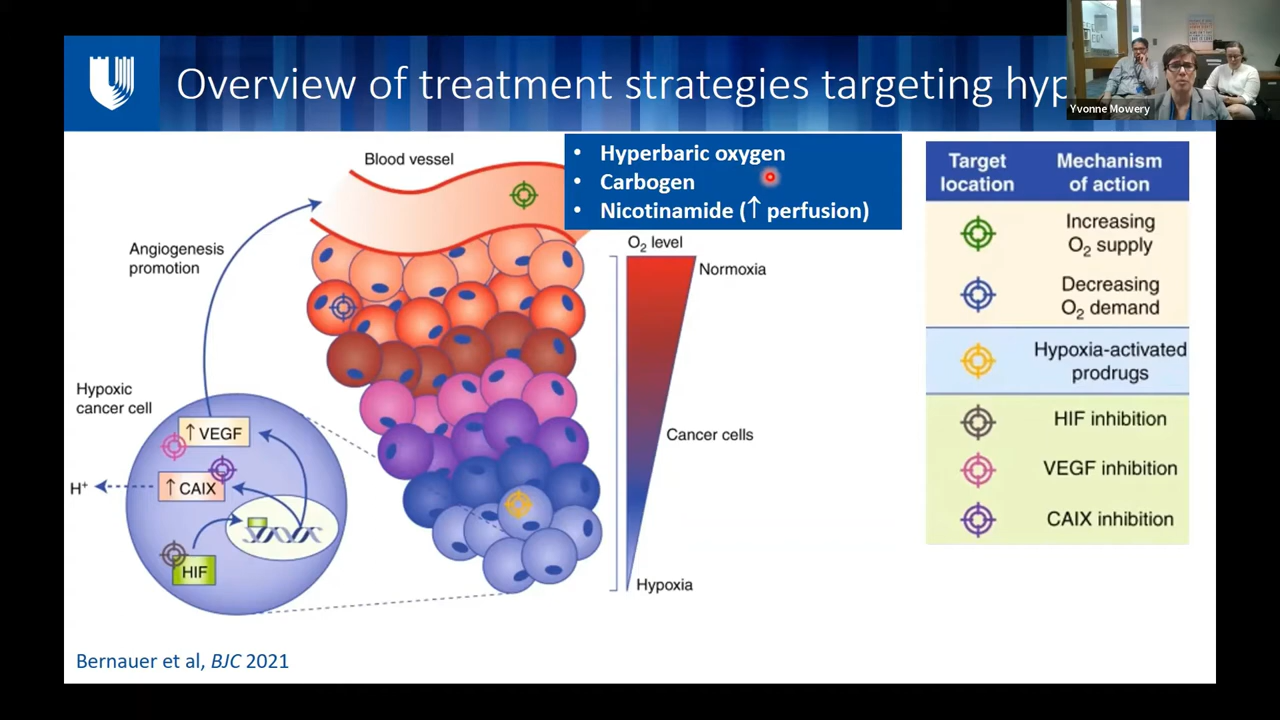 Overview of treatment strategies targeting hyp
Yvonne Mowery
Blood vessel
• Hyperbaric oxygen
• Carbogen
• Nicotinamide (↑ perfusion)
Angiogenesis
promotion
O2 level
Normoxia
Cancer cells
Hypoxia
Hypoxic
cancer cell
↑ VEGF
↑ CAIX
H+
HIF
Target
location
Mechanism
of action
Increasing
O2 supply
Decreasing
O2 demand
Hypoxia-activated
prodrugs
HIF inhibition
VEGF inhibition
CAIX inhibition
Bernauer et al, BJC 2021